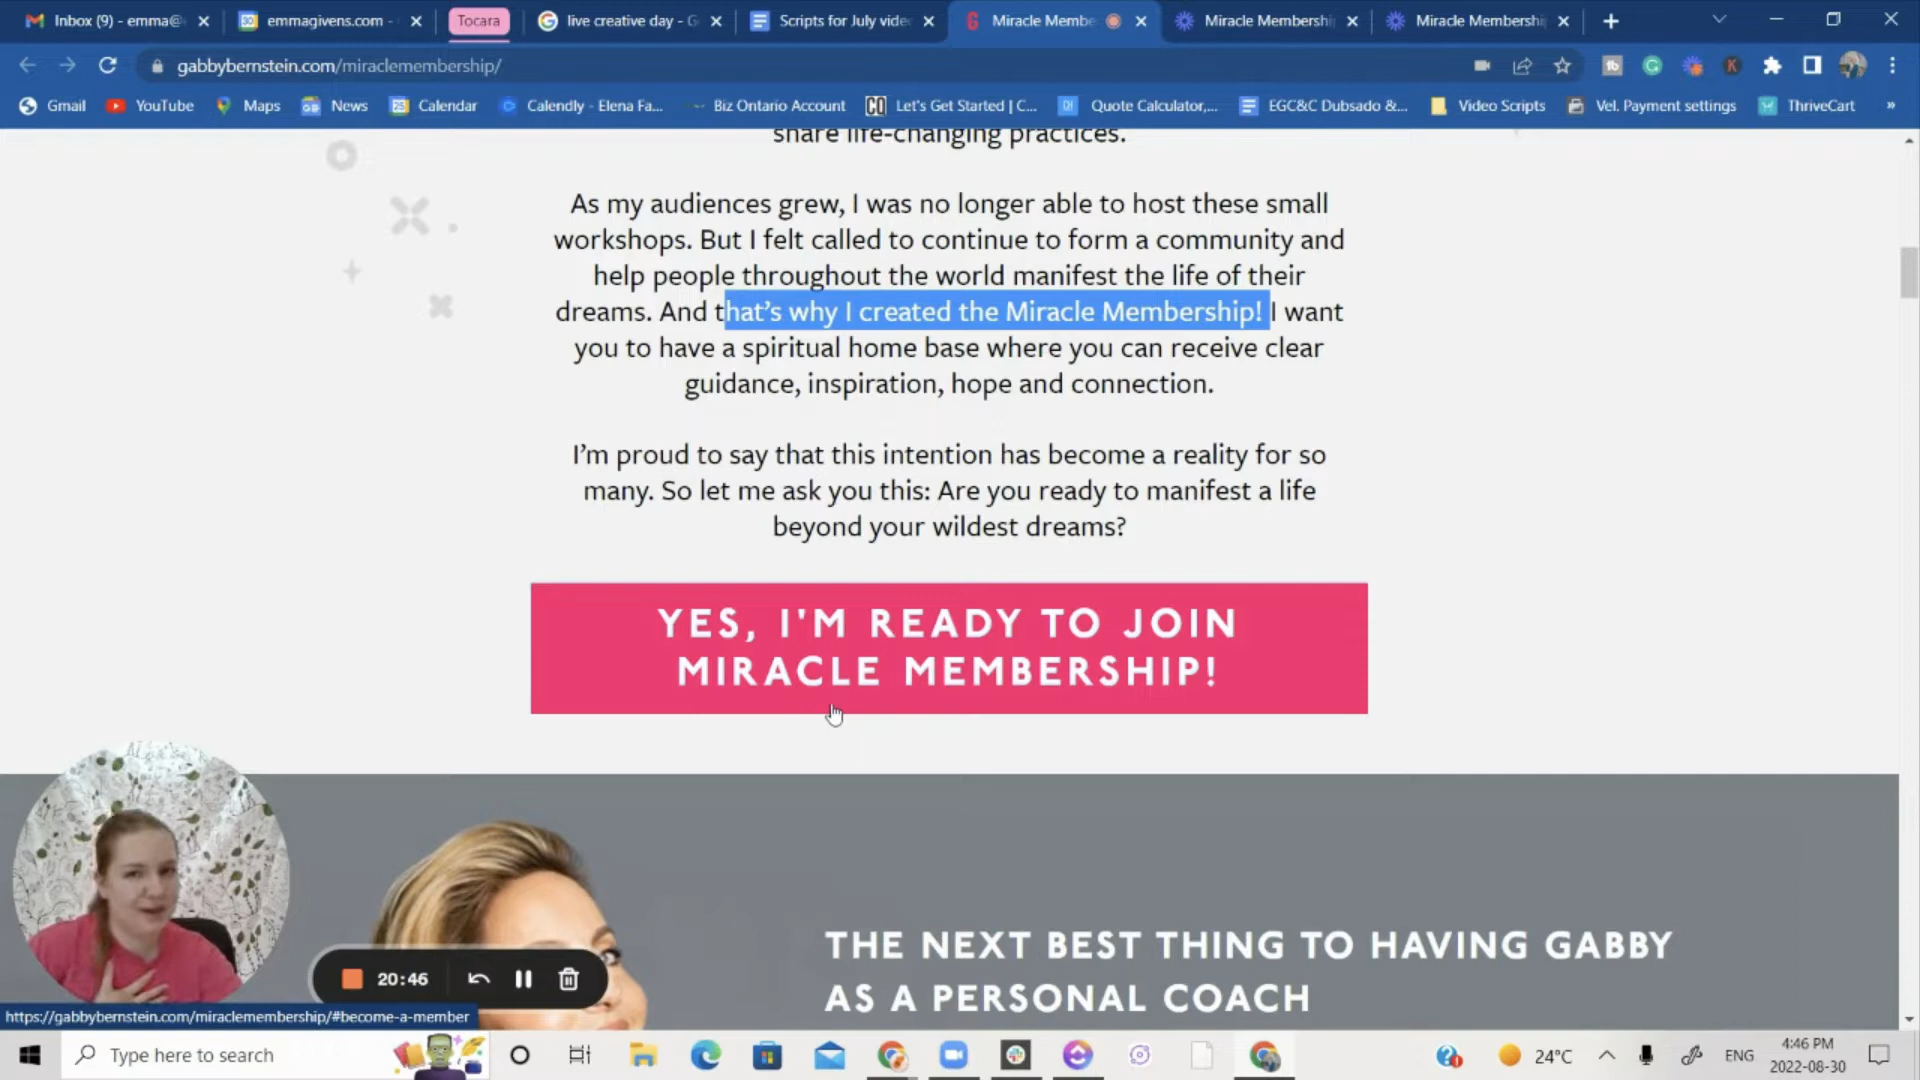 Inbox (9) - emma@
emmagivens.com -
Tocara
live creative day - G
Scripts for July vide
Miracle Membe
Miracle Membershi
Miracle Membershi
gabbybernstein.com/miraclemembership/
Gmail
YouTube
Maps
News
Calendar
Calendly - Elena Fa...
Biz Ontario Account
Let's Get Started | C...
Quote Calculator,...
EGC&C Dubsado &...
Video Scripts
Vel. Payment settings
ThriveCart
»
share life-changing practices.
As my audiences grew, I was no longer able to host these small
workshops. But I felt called to continue to form a community and
help people throughout the world manifest the life of their
dreams. And that's why I created the Miracle Membership! I want
you to have a spiritual home base where you can receive clear
guidance, inspiration, hope and connection.
I'm proud to say that this intention has become a reality for so
many. So let me ask you this: Are you ready to manifest a life
beyond your wildest dreams?
YES, I'M READY TO JOIN
MIRACLE MEMBERSHIP!
THE NEXT BEST THING TO HAVING GABBY
AS A PERSONAL COACH
20:46
https://gabbybernstein.com/miraclemembership/#become-a-member
Type here to search
24°C
ENG
4:46 PM
2022-08-30